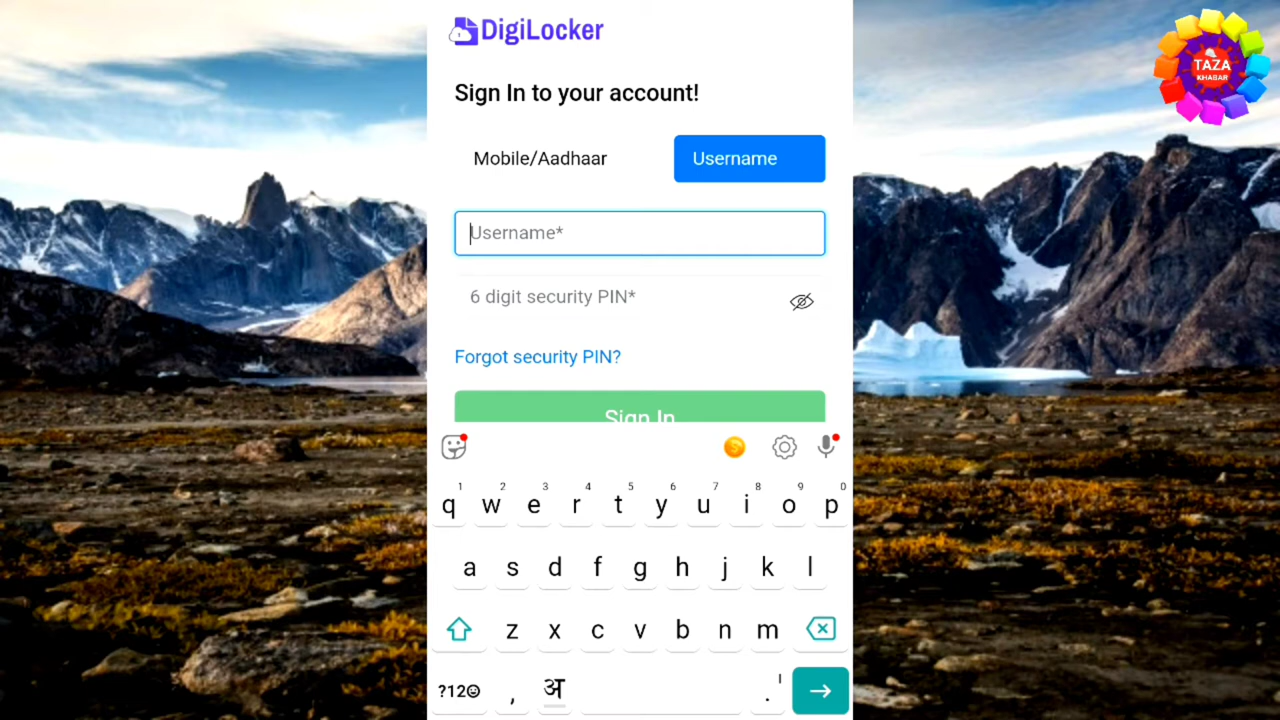 DigiLocker
TAZA
KHABAR
Sign In to your account!
Mobile/Aadhaar Username
Username*
6 digit security PIN*
Forgot security PIN?
Sign In
1 2 3 4 5 6 7 8 9 0
q w e r t y u i o p
a s d f g h j k l
z x c v b n m
?12 , अ .